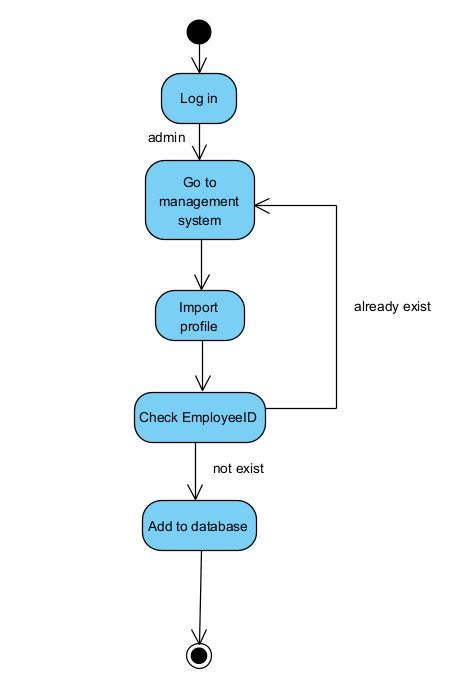 Log in
admin
Go to
management
system
already exist
Import
profile
Check EmployeeID
not exist
Add to database